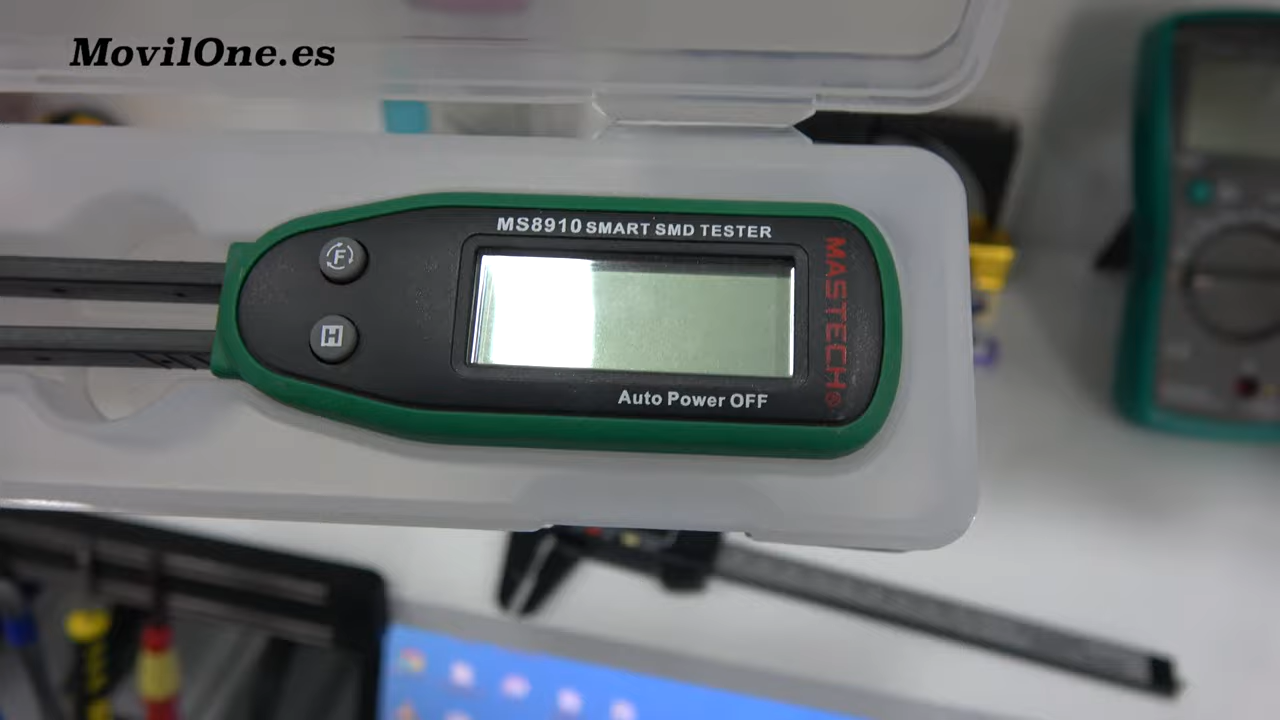 MovilOne.es
MS8910 SMART SMD TESTER
F
H
MASTECH®
Auto Power OFF